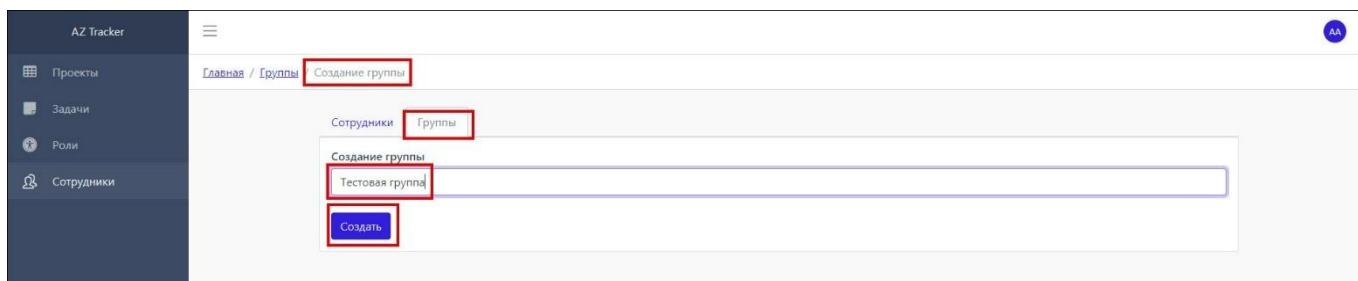 AZ Tracker
AA
Проекты
Задачи
Роли
Сотрудники
Главная / Группы / Создание группы
Сотрудники Группы
Создание группы
Тестовая группа
Создать